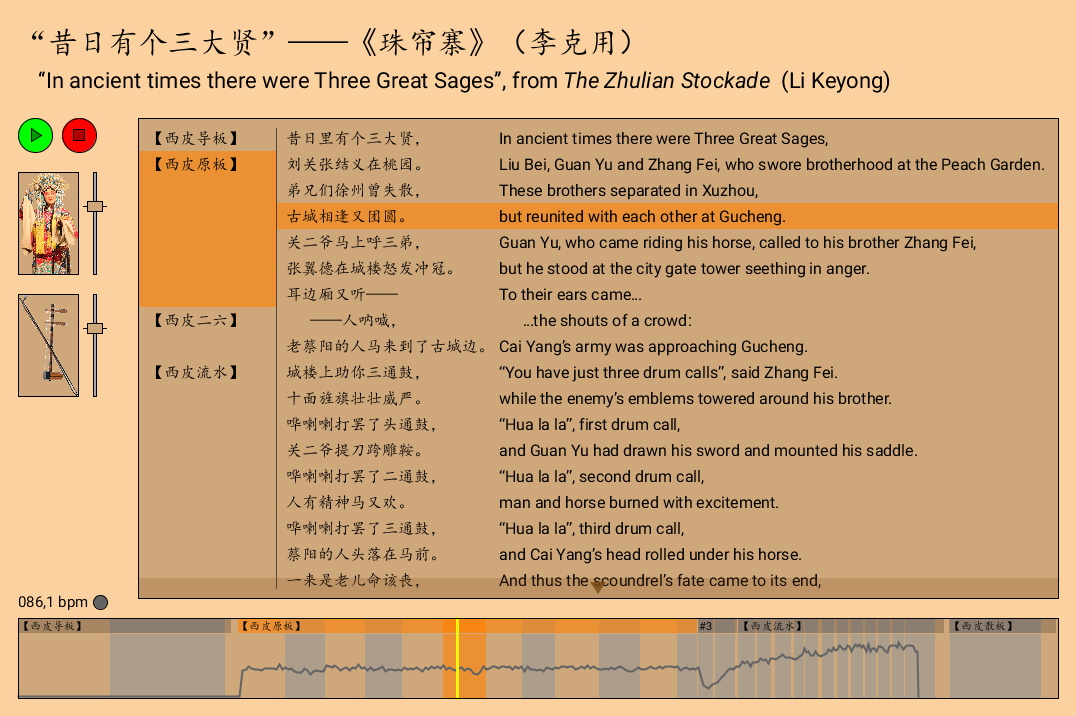 “昔日有个三大贤”——《珠帘寨》（李克用）
“In ancient times there were Three Great Sages”, from The Zhulian Stockade (Li Keyong)
【西皮导板】 昔日里有个三大贤， In ancient times there were Three Great Sages,
【西皮原板】 刘关张结义在桃园。 Liu Bei, Guan Yu and Zhang Fei, who swore brotherhood at the Peach Garden.
弟兄们徐州曾失散， These brothers separated in Xuzhou,
古城相逢又团圆。 but reunited with each other at Gucheng.
关二爷马上呼三弟， Guan Yu, who came riding his horse, called to his brother Zhang Fei,
张翼德在城楼怒发冲冠。 but he stood at the city gate tower seething in anger.
耳边厢又听—— To their ears came...
【西皮二六】 ——人呐喊， ...the shouts of a crowd:
老蔡阳的人马来到了古城边。 Cai Yang’s army was approaching Gucheng.
【西皮流水】 城楼上助你三通鼓， “You have just three drum calls”, said Zhang Fei.
十面旌旗壮壮威严。 while the enemy’s emblems towered around his brother.
哗喇喇打罢了头通鼓， “Hua la la”, first drum call,
关二爷提刀跨雕鞍。 and Guan Yu had drawn his sword and mounted his saddle.
哗喇喇打罢了二通鼓， “Hua la la”, second drum call,
人有精神马又欢。 man and horse burned with excitement.
哗喇喇打罢了三通鼓， “Hua la la”, third drum call,
蔡阳的人头落在马前。 and Cai Yang’s head rolled under his horse.
一来是老儿命该丧， And thus the scoundrel’s fate came to its end,
086,1 bpm
【西皮导板】 【西皮原板】 #3 【西皮流水】 【西皮散板】